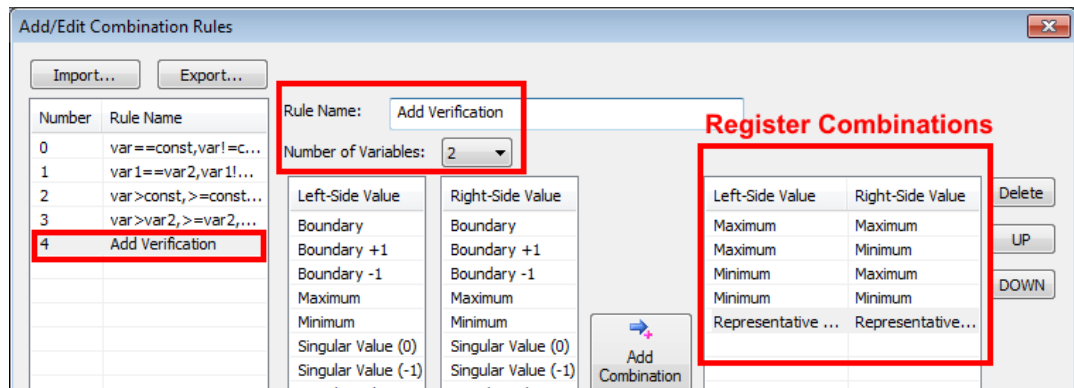 Add/Edit Combination Rules
Import... Export...
Rule Name: Add Verification
Number of Variables: 2
Register Combinations
Number Rule Name
0 var==const,var!=c...
1 var1==var2,var1!...
2 var>const,>=const...
3 var>var2,>=var2,...
4 Add Verification
Left-Side Value Right-Side Value
Boundary Boundary
Boundary +1 Boundary +1
Boundary -1 Boundary -1
Maximum Maximum
Minimum Minimum
Singular Value (0) Singular Value (0)
Singular Value (-1) Singular Value (-1)
Add
Combination
Left-Side Value Right-Side Value
Maximum Maximum
Maximum Minimum
Minimum Maximum
Minimum Minimum
Representative ... Representative...
Delete
UP
DOWN